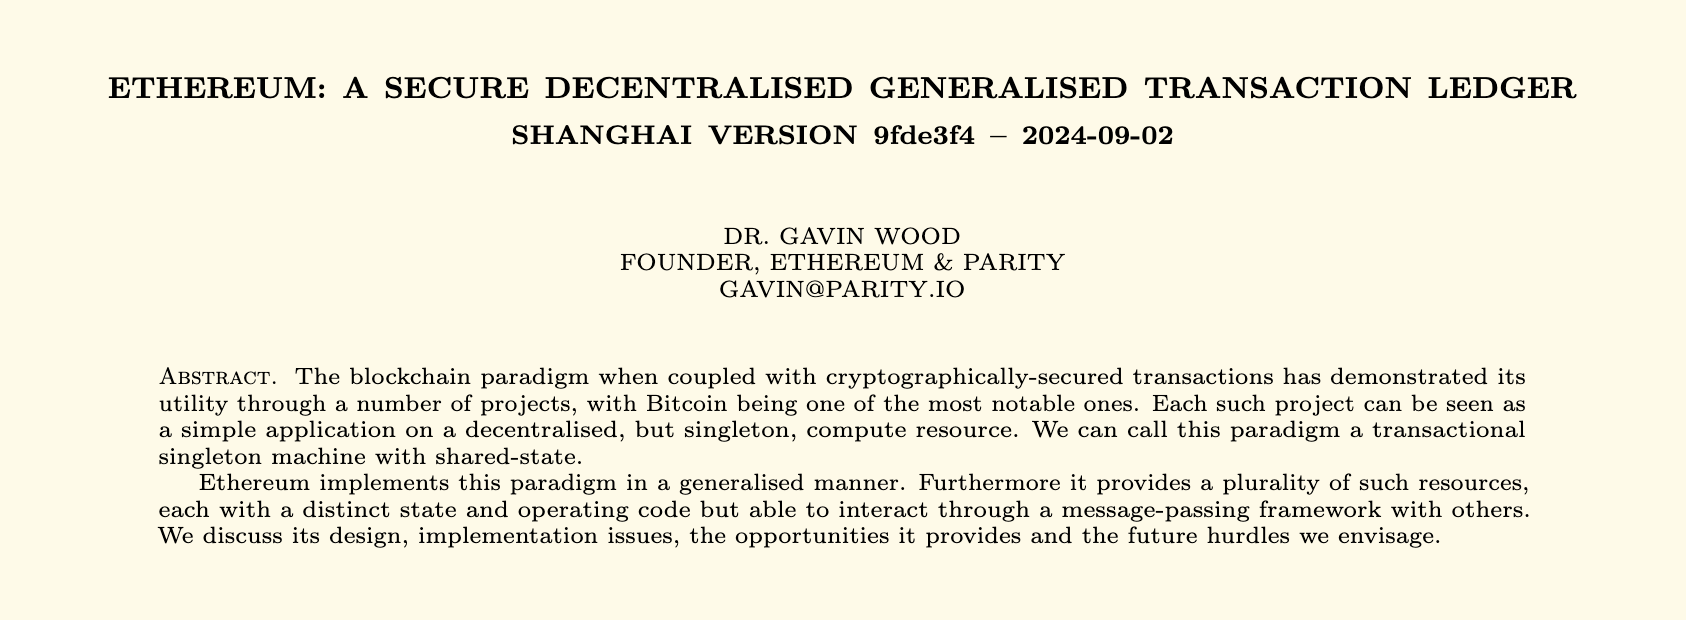 ETHEREUM: A SECURE DECENTRALISED GENERALISED TRANSACTION LEDGER
SHANGHAI VERSION 9fde3f4 – 2024-09-02
DR. GAVIN WOOD
FOUNDER, ETHEREUM & PARITY
GAVIN@PARITY.IO
Abstract. The blockchain paradigm when coupled with cryptographically-secured transactions has demonstrated its
utility through a number of projects, with Bitcoin being one of the most notable ones. Each such project can be seen as
a simple application on a decentralised, but singleton, compute resource. We can call this paradigm a transactional
singleton machine with shared-state.
Ethereum implements this paradigm in a generalised manner. Furthermore it provides a plurality of such resources,
each with a distinct state and operating code but able to interact through a message-passing framework with others.
We discuss its design, implementation issues, the opportunities it provides and the future hurdles we envisage.